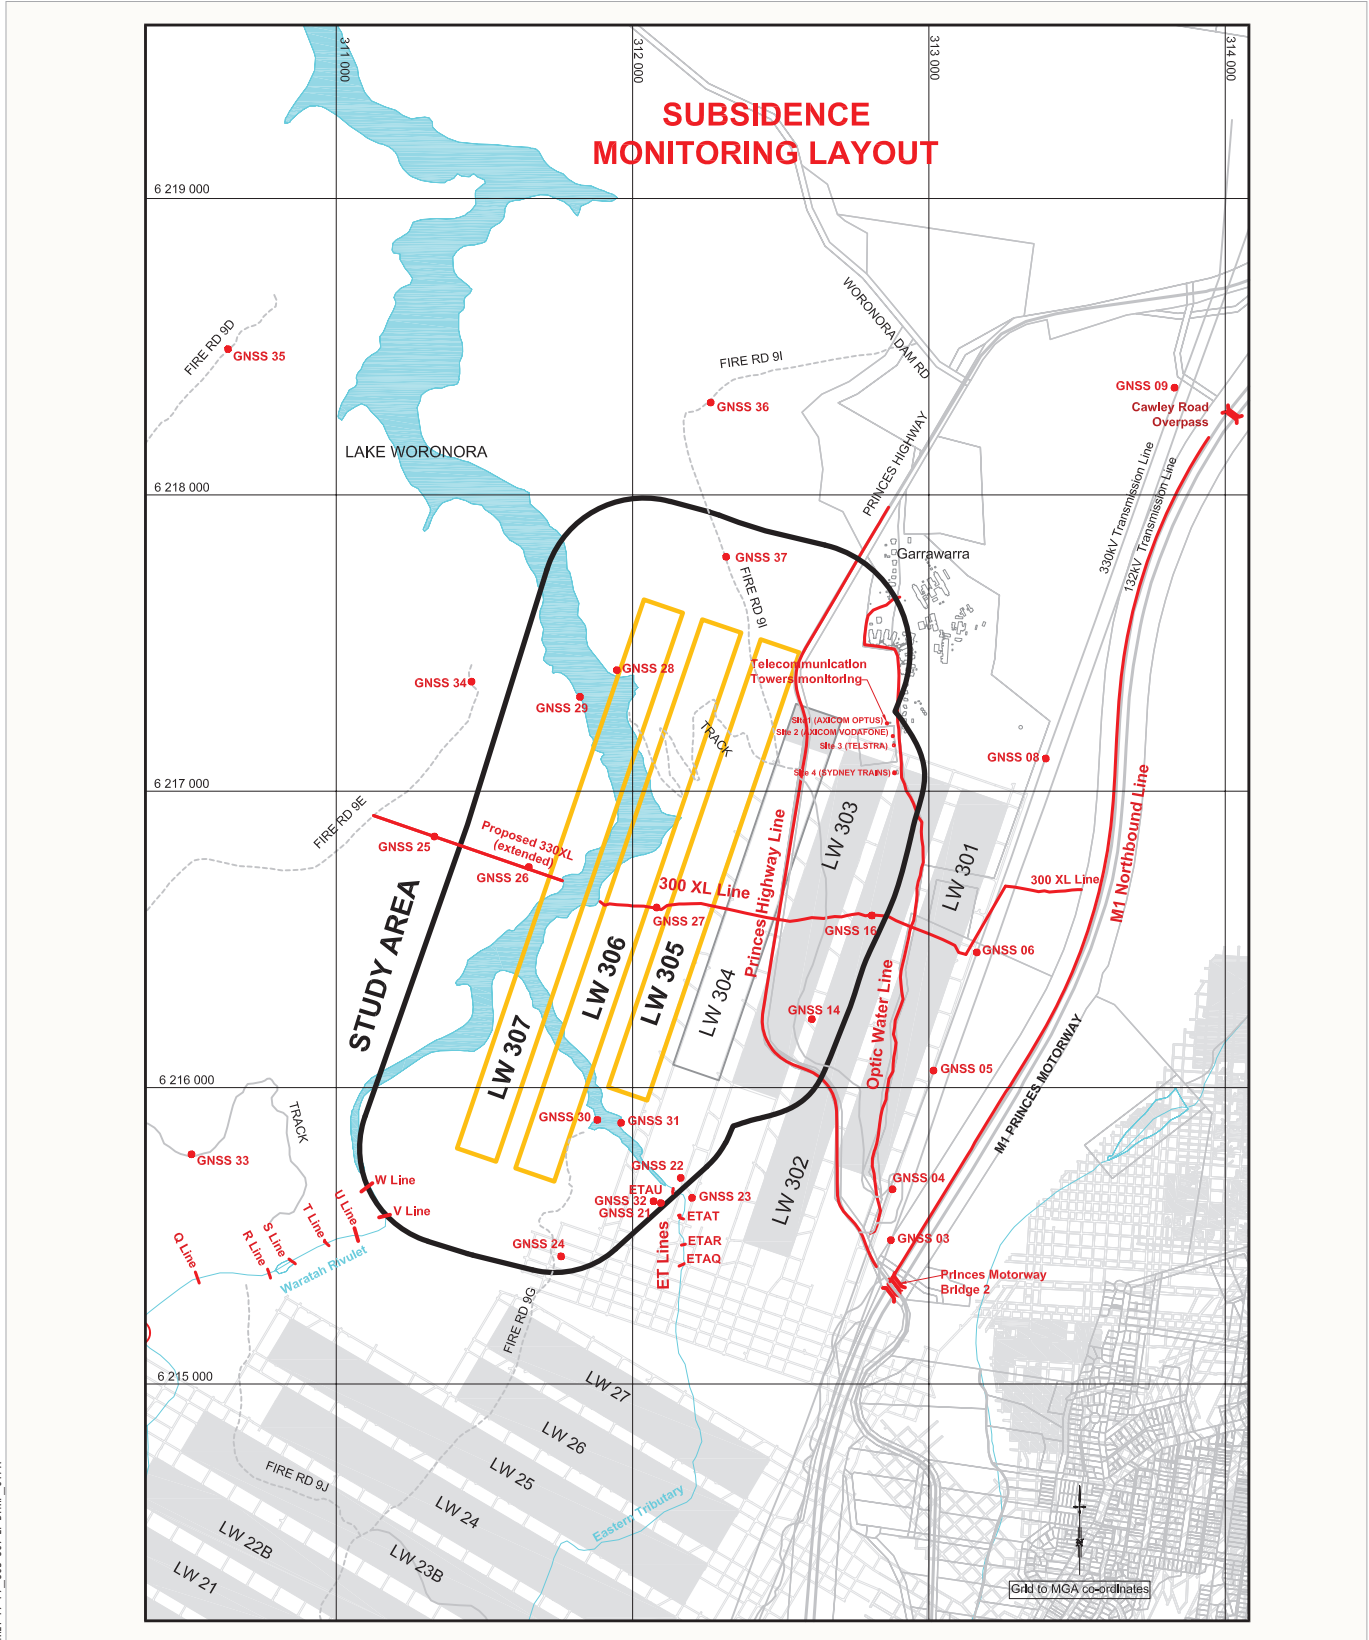 311 000
312 000
313 000
314 000
SUBSIDENCE
MONITORING LAYOUT
6 219 000
WORONORA DAM RD
FIRE RD 9D
GNSS 35
FIRE RD 9I
GNSS 36
GNSS 09
Cawley Road
Overpass
PRINCES HIGHWAY
LAKE WORONORA
330kV Transmission Line
132kV Transmission Line
6 218 000
Garrawarra
GNSS 37
FIRE RD 9I
Telecommunication
Towers monitoring
GNSS 28
GNSS 34
GNSS 29
Site1 (AXICOM OPTUS)
Site 2 (AXICOM VODAFONE)
Site 3 (TELSTRA)
TRACK
GNSS 08
Site 4 (SYDNEY TRAINS)
6 217 000
FIRE RD 9E
Proposed 330XL
(extended)
GNSS 25
GNSS 26
LW 303
LW 301
Princes Highway Line
M1 Northbound Line
300 XL Line
300 XL Line
GNSS 27
GNSS 16
GNSS 06
STUDY AREA
LW 307
LW 306
LW 305
LW 304
GNSS 14
Optic Water Line
GNSS 05
M1 PRINCES MOTORWAY
6 216 000
TRACK
GNSS 30
GNSS 31
GNSS 33
GNSS 22
W Line
ETAU
GNSS 32
GNSS 21
GNSS 23
GNSS 04
LW 302
V Line
U Line
T Line
S Line
R Line
Q Line
ETAT
ETAR
ETAQ
ET Lines
GNSS 24
GNSS 03
Waratah Rivulet
Princes Motorway
Bridge 2
FIRE RD 9G
6 215 000
LW 27
LW 26
LW 25
LW 24
FIRE RD 9J
LW 23B
LW 22B
LW 21
Eastern Tributary
N
Grid to MGA co-ordinates